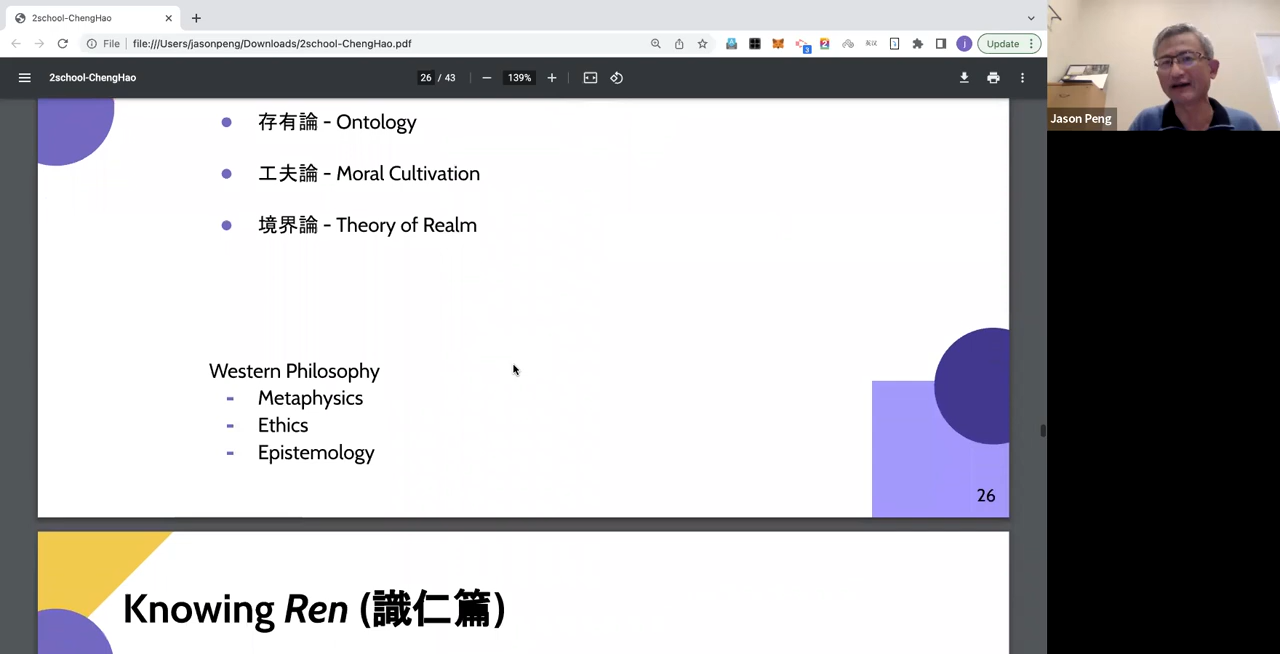 2school-ChengHao
File
file:///Users/jasonpeng/Downloads/2school-ChengHao.pdf
Update
2school-ChengHao
26 / 43
139%
Jason Peng
存有論 - Ontology
工夫論 - Moral Cultivation
境界論 - Theory of Realm
Western Philosophy
- Metaphysics
- Ethics
- Epistemology
26
Knowing Ren (識仁篇)